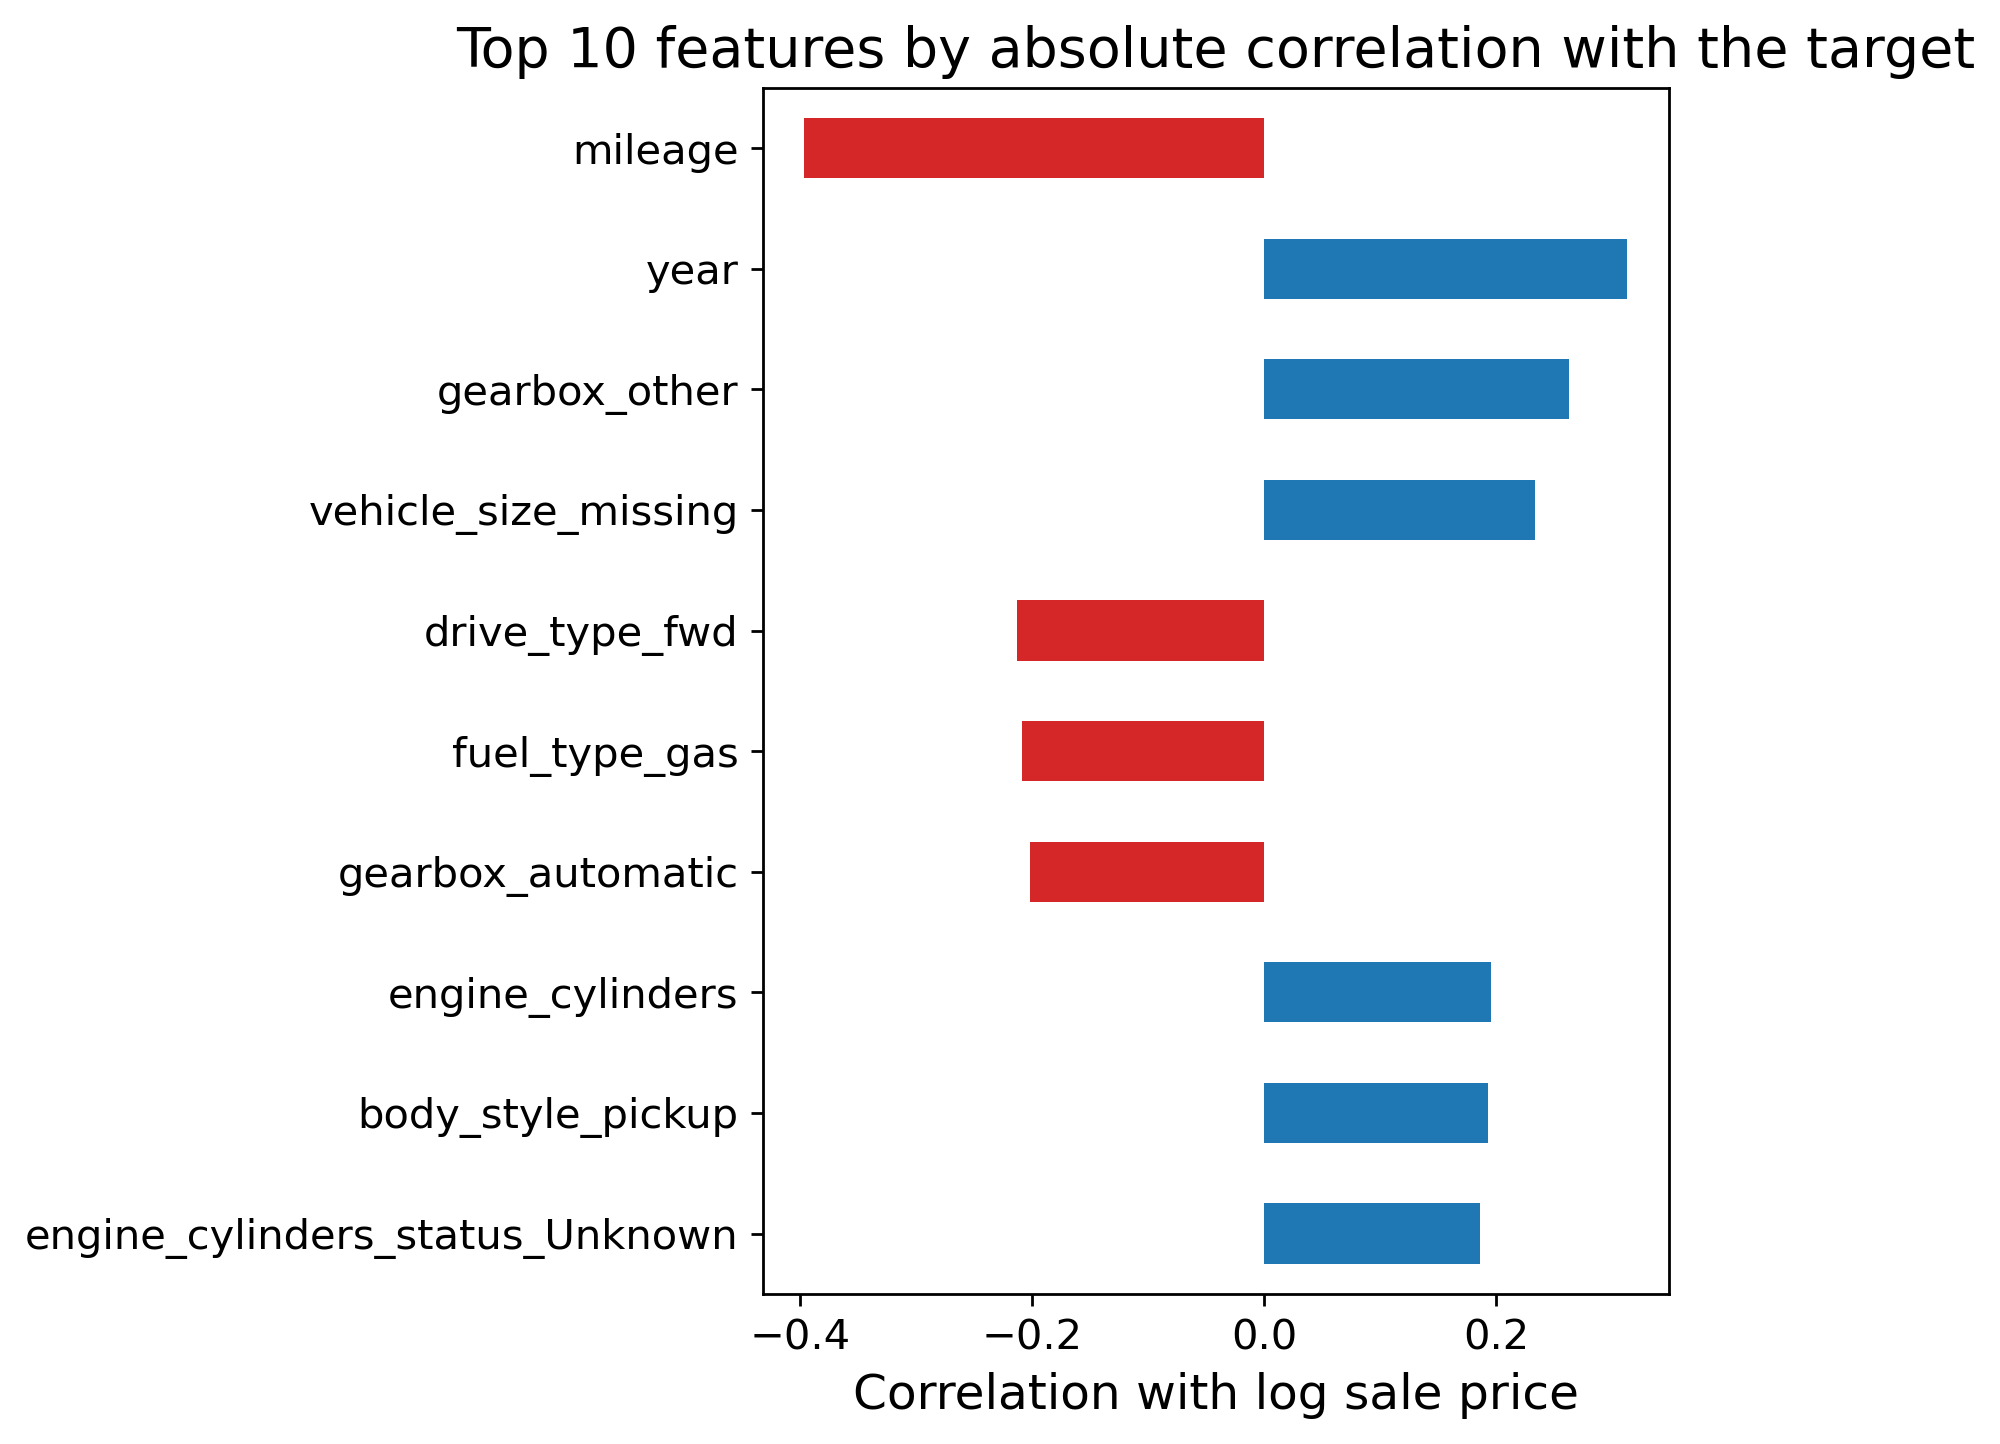 Top 10 features by absolute correlation with the target
mileage
year
gearbox_other
vehicle_size_missing
drive_type_fwd
fuel_type_gas
gearbox_automatic
engine_cylinders
body_style_pickup
engine_cylinders_status_Unknown
−0.4 −0.2 0.0 0.2
Correlation with log sale price